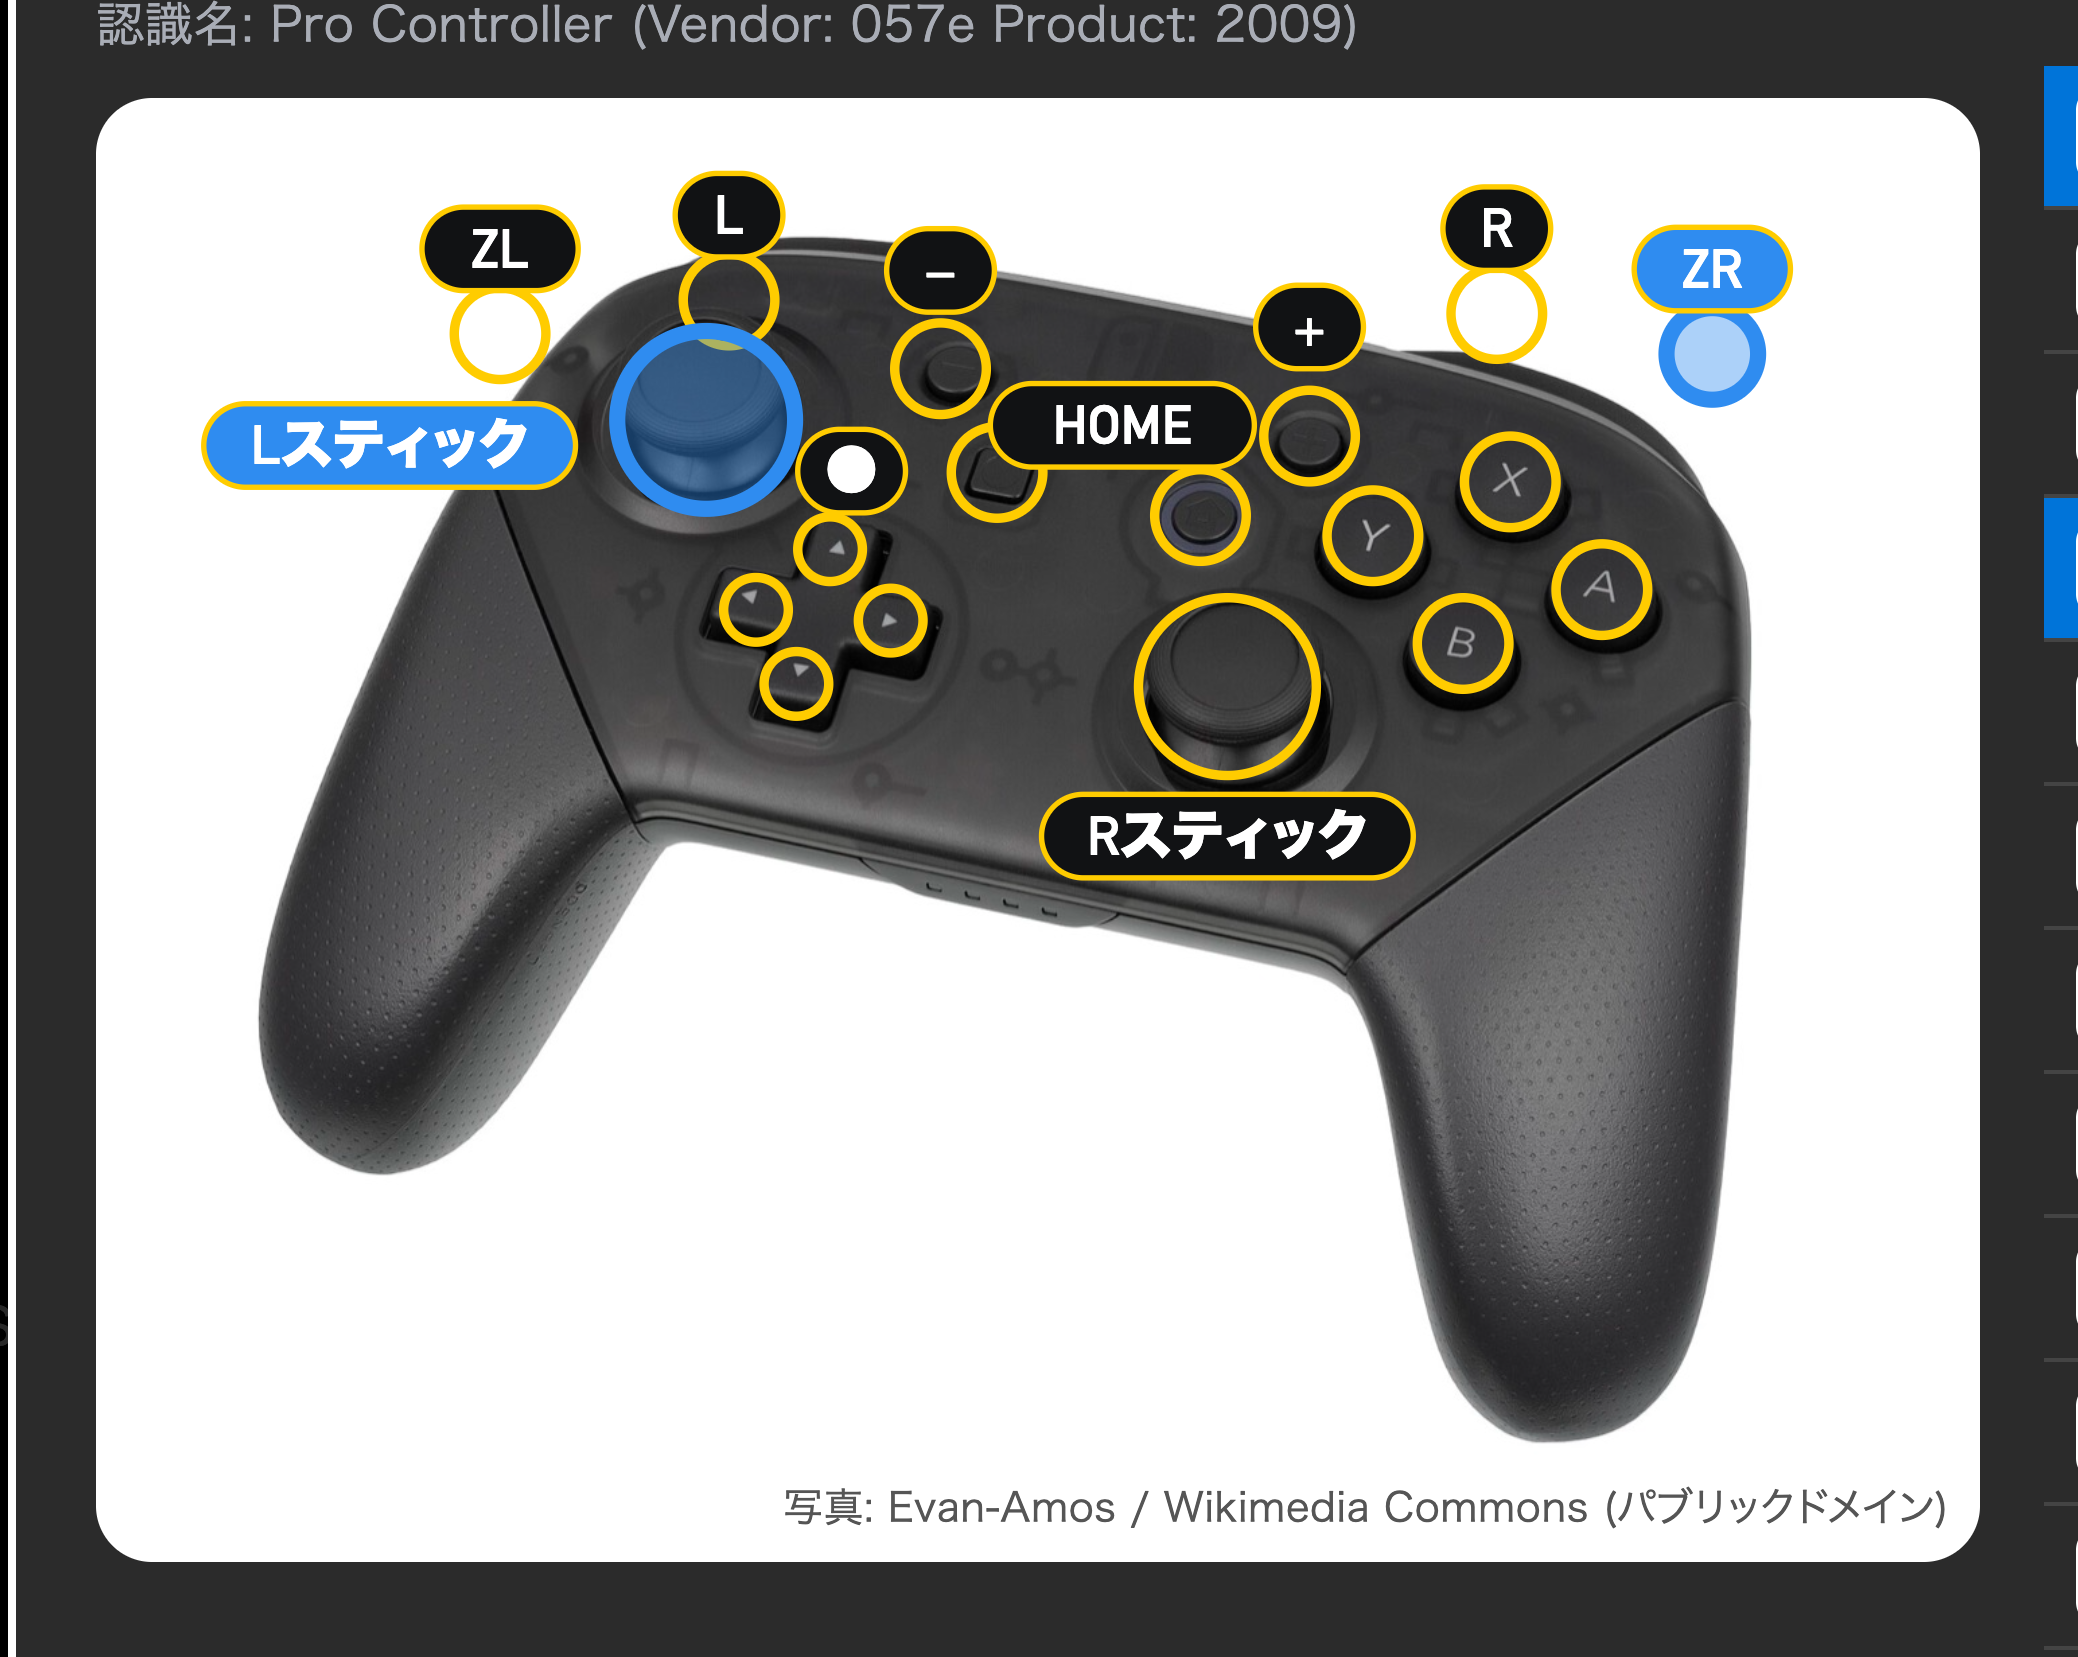 認識名: Pro Controller (Vendor: 057e Product: 2009)
L
R
ZL
ZR
−
+
HOME
Lスティック
X
Y
A
B
Rスティック
写真: Evan-Amos / Wikimedia Commons (パブリックドメイン)